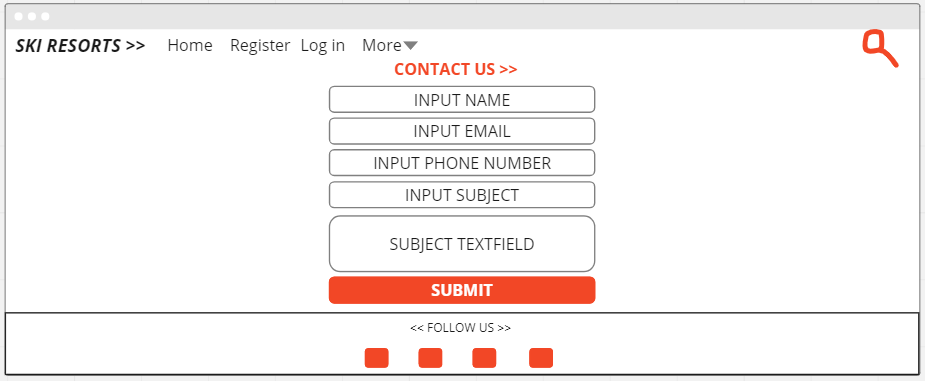 SKI RESORTS >> Home Register Log in More
CONTACT US >>
INPUT NAME
INPUT EMAIL
INPUT PHONE NUMBER
INPUT SUBJECT
SUBJECT TEXTFIELD
SUBMIT
<< FOLLOW US >>